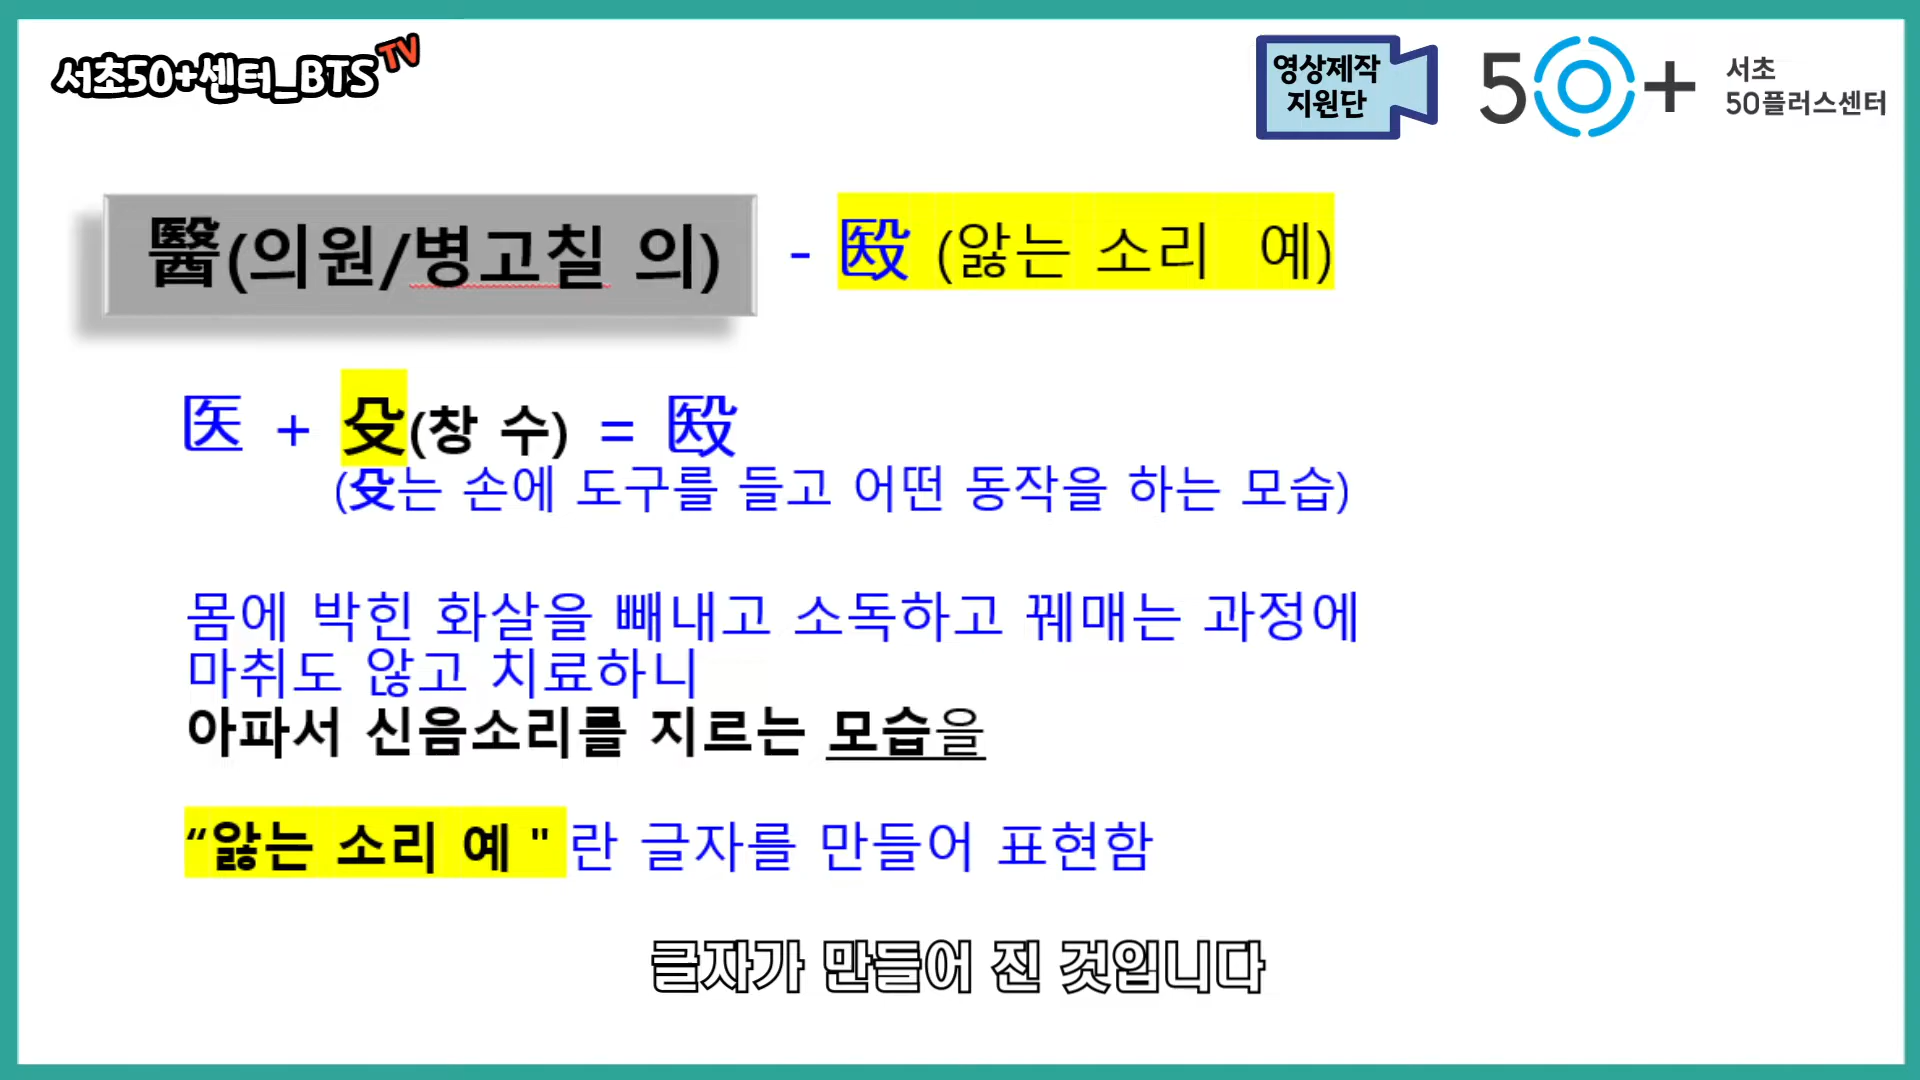 서초50+센터_BTS TV
영상제작
지원단
50+
서초
50플러스센터
醫(의원/병고칠 의) - 殹 (앓는 소리 예)
医 + 殳(창 수) = 殹
(殳는 손에 도구를 들고 어떤 동작을 하는 모습)
몸에 박힌 화살을 빼내고 소독하고 꿰매는 과정에
마취도 않고 치료하니
아파서 신음소리를 지르는 모습을
“앓는 소리 예 " 란 글자를 만들어 표현함
글자가 만들어 진 것입니다